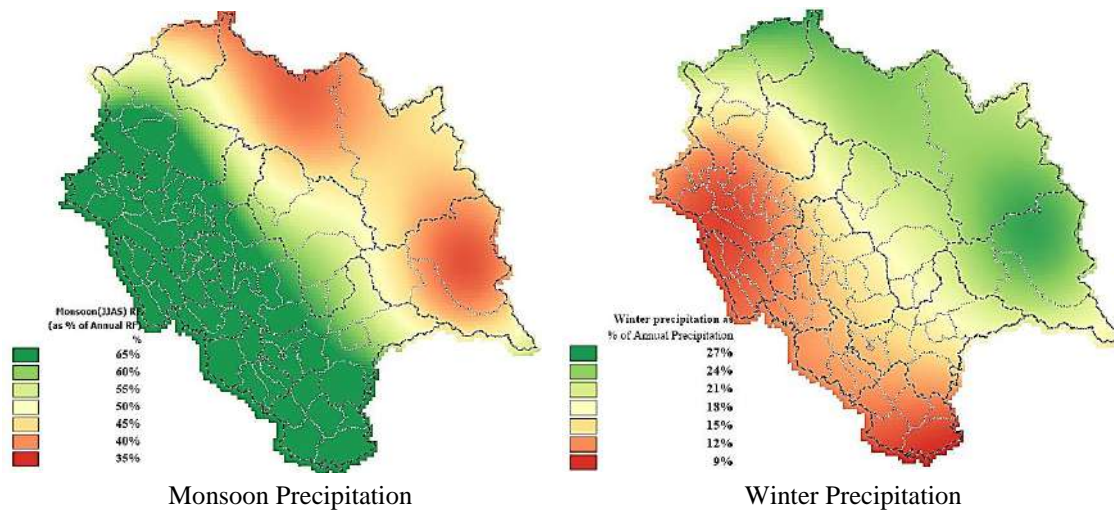 Monsoon(JJAS) RF
(as % of Annual RF)
%
65%
60%
55%
50%
45%
40%
35%
Monsoon Precipitation
Winter precipitation as
% of Annual Precipitation
27%
24%
21%
18%
15%
12%
9%
Winter Precipitation